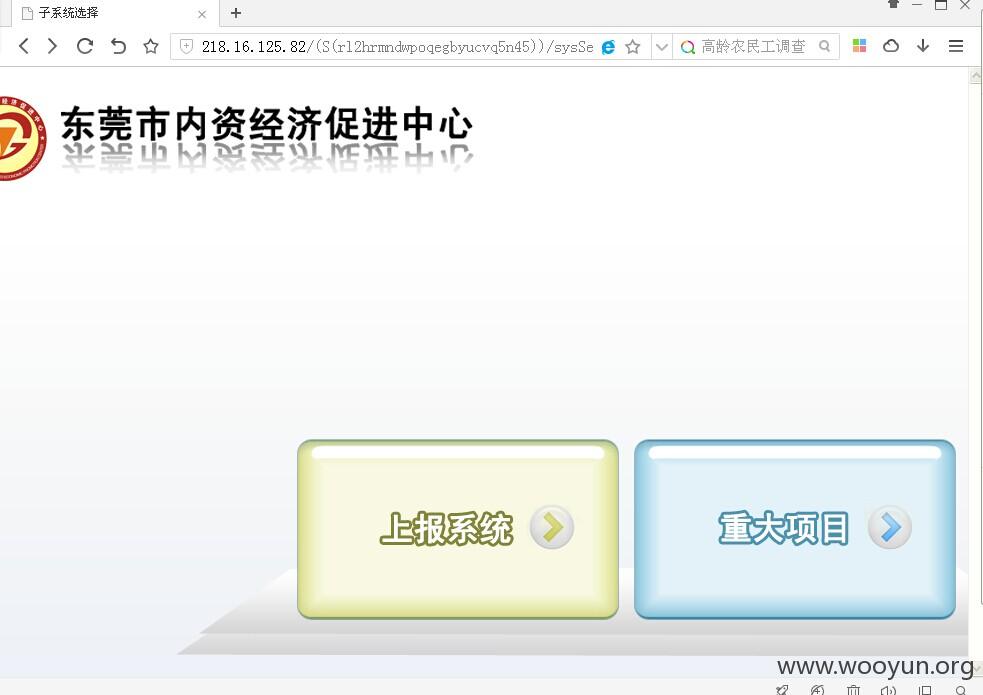 子系统选择
218.16.125.82/(S(rl2hrmndwpoqegbyucvq5n45))/sysSe
高龄农民工调查
东莞市内资经济促进中心
上报系统
重大项目
www.wooyun.org